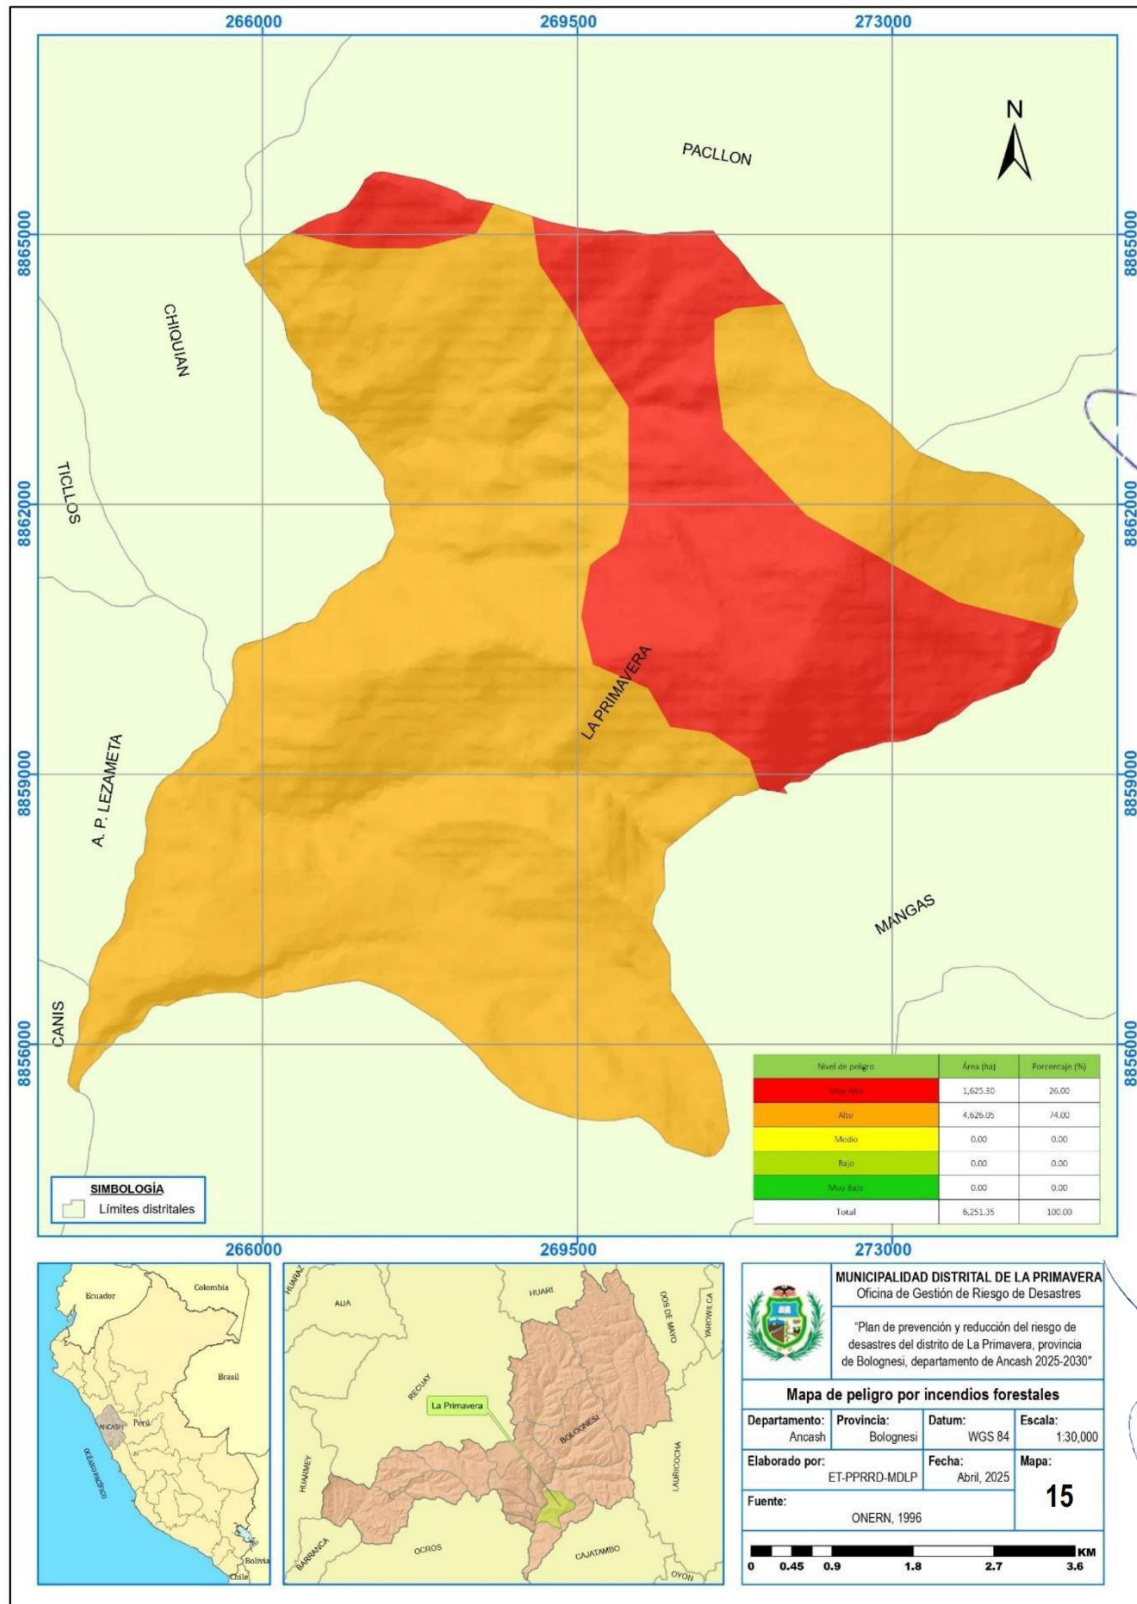 266000 269500 273000
N
PACLLON
8865000 8865000
CHIQUIAN
TICLLOS
8862000 8862000
LA PRIMAVERA
A. P. LEZAMETA
8859000 8859000
MANGAS
CANIS
8856000 8856000
Nivel de peligro Área (ha) Porcentaje (%)
Muy Alto 1,625.30 26.00
Alto 4,626.05 74.00
Medio 0.00 0.00
Bajo 0.00 0.00
Muy Bajo 0.00 0.00
Total 6,251.35 100.00
SIMBOLOGÍA
Límites distritales
266000 269500 273000
Ecuador
Colombia
Brasil
ANCASH
Perú
OCÉANO PACÍFICO
Bolivia
Chile
HUARAZ
HUARI
AIJA
DOS DE MAYO
YAROWILCA
RECUAY
La Primavera
BOLOGNESI
HUARMEY
LAURICOCHA
BARRANCA
OCROS
CAJATAMBO
OYON
MUNICIPALIDAD DISTRITAL DE LA PRIMAVERA
Oficina de Gestión de Riesgo de Desastres
"Plan de prevención y reducción del riesgo de
desastres del distrito de La Primavera, provincia
de Bolognesi, departamento de Ancash 2025-2030"
Mapa de peligro por incendios forestales
Departamento: Provincia: Datum: Escala:
Ancash Bolognesi WGS 84 1:30,000
Elaborado por: Fecha: Mapa:
ET-PPRRD-MDLP Abril, 2025
15
Fuente:
ONERN, 1996
KM
0 0.45 0.9 1.8 2.7 3.6